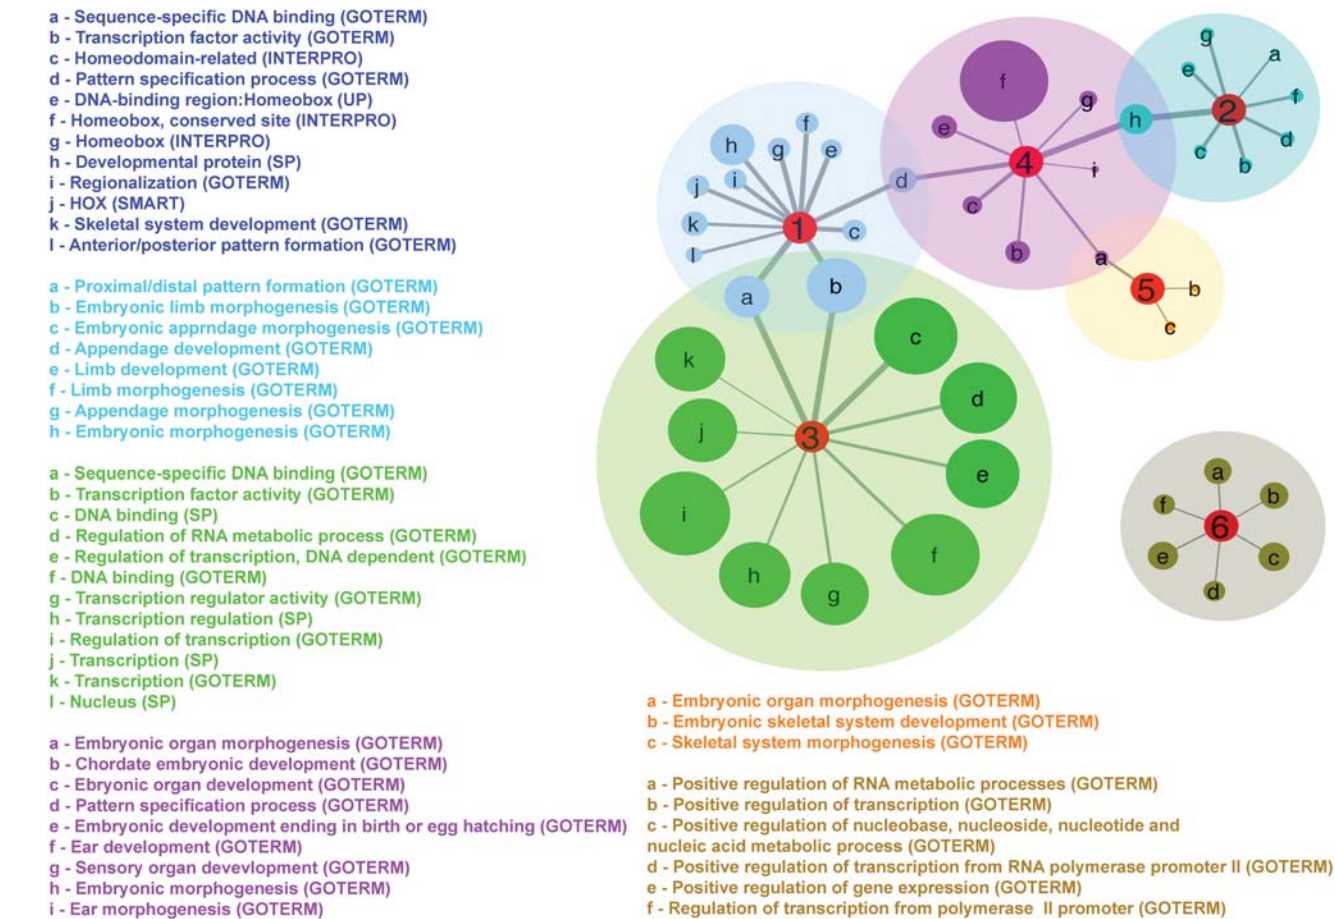 a - Sequence-specific DNA binding (GOTERM)
b - Transcription factor activity (GOTERM)
c - Homeodomain-related (INTERPRO)
d - Pattern specification process (GOTERM)
e - DNA-binding region:Homeobox (UP)
f - Homeobox, conserved site (INTERPRO)
g - Homeobox (INTERPRO)
h - Developmental protein (SP)
i - Regionalization (GOTERM)
j - HOX (SMART)
k - Skeletal system development (GOTERM)
l - Anterior/posterior pattern formation (GOTERM)
a - Proximal/distal pattern formation (GOTERM)
b - Embryonic limb morphogenesis (GOTERM)
c - Embryonic apprndage morphogenesis (GOTERM)
d - Appendage development (GOTERM)
e - Limb development (GOTERM)
f - Limb morphogenesis (GOTERM)
g - Appendage morphogenesis (GOTERM)
h - Embryonic morphogenesis (GOTERM)
a - Sequence-specific DNA binding (GOTERM)
b - Transcription factor activity (GOTERM)
c - DNA binding (SP)
d - Regulation of RNA metabolic process (GOTERM)
e - Regulation of transcription, DNA dependent (GOTERM)
f - DNA binding (GOTERM)
g - Transcription regulator activity (GOTERM)
h - Transcription regulation (SP)
i - Regulation of transcription (GOTERM)
j - Transcription (SP)
k - Transcription (GOTERM)
l - Nucleus (SP)
a - Embryonic organ morphogenesis (GOTERM)
b - Chordate embryonic development (GOTERM)
c - Ebryonic organ development (GOTERM)
d - Pattern specification process (GOTERM)
e - Embryonic development ending in birth or egg hatching (GOTERM)
f - Ear development (GOTERM)
g - Sensory organ devevlopment (GOTERM)
h - Embryonic morphogenesis (GOTERM)
i - Ear morphogenesis (GOTERM)
f
h
g
e
i
j
k
l
1
c
d
a
b
f
g
e
4
i
c
b
h
a
g
a
e
2
f
d
c
b
5
b
c
c
k
d
j
3
e
i
f
h
g
a
b
f
6
e
c
d
a - Embryonic organ morphogenesis (GOTERM)
b - Embryonic skeletal system development (GOTERM)
c - Skeletal system morphogenesis (GOTERM)
a - Positive regulation of RNA metabolic processes (GOTERM)
b - Positive regulation of transcription (GOTERM)
c - Positive regulation of nucleobase, nucleoside, nucleotide and
nucleic acid metabolic process (GOTERM)
d - Positive regulation of transcription from RNA polymerase promoter II (GOTERM)
e - Positive regulation of gene expression (GOTERM)
f - Regulation of transcription from polymerase II promoter (GOTERM)